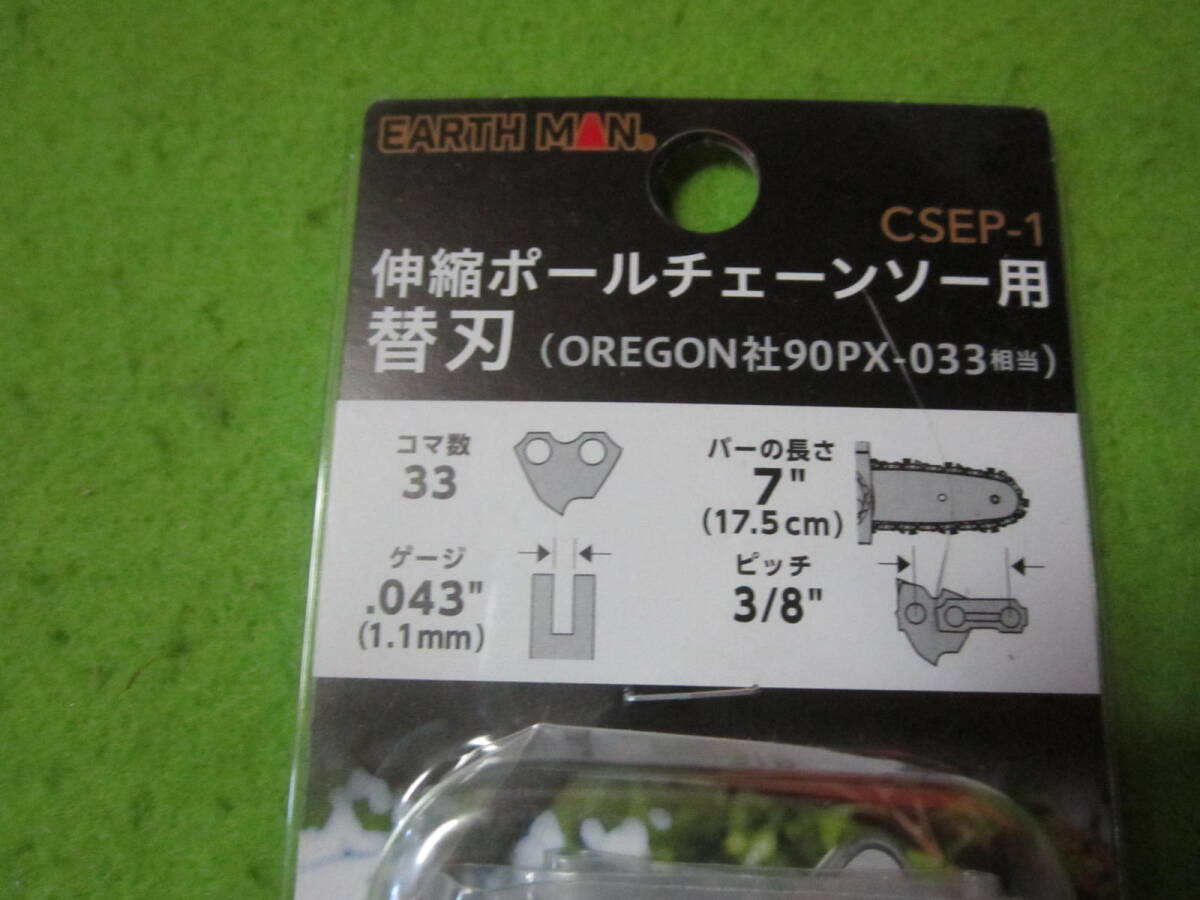 EARTH MAN®
CSEP-1
伸縮ポールチェーンソー用
替刃（OREGON社90PX-033相当）
コマ数
33
バーの長さ
7"
(17.5cm)
ゲージ
.043"
(1.1mm)
ピッチ
3/8"